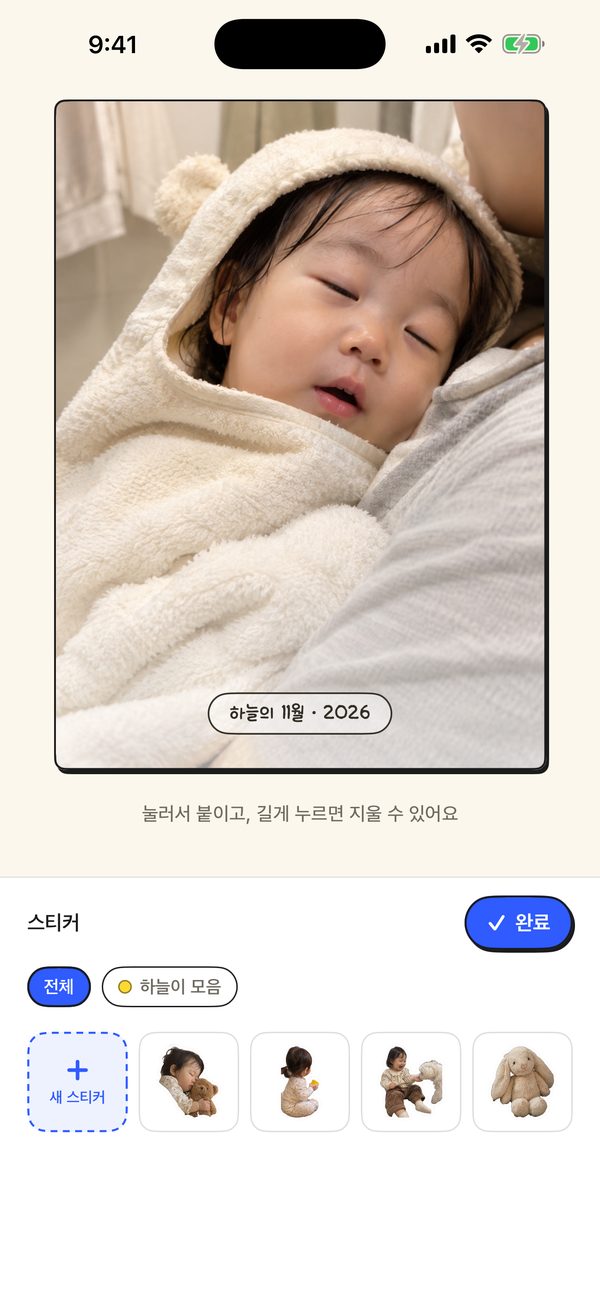 9:41
하늘의 11월 · 2026
눌러서 붙이고, 길게 누르면 지울 수 있어요
스티커
완료
전체
하늘이 모음
새 스티커